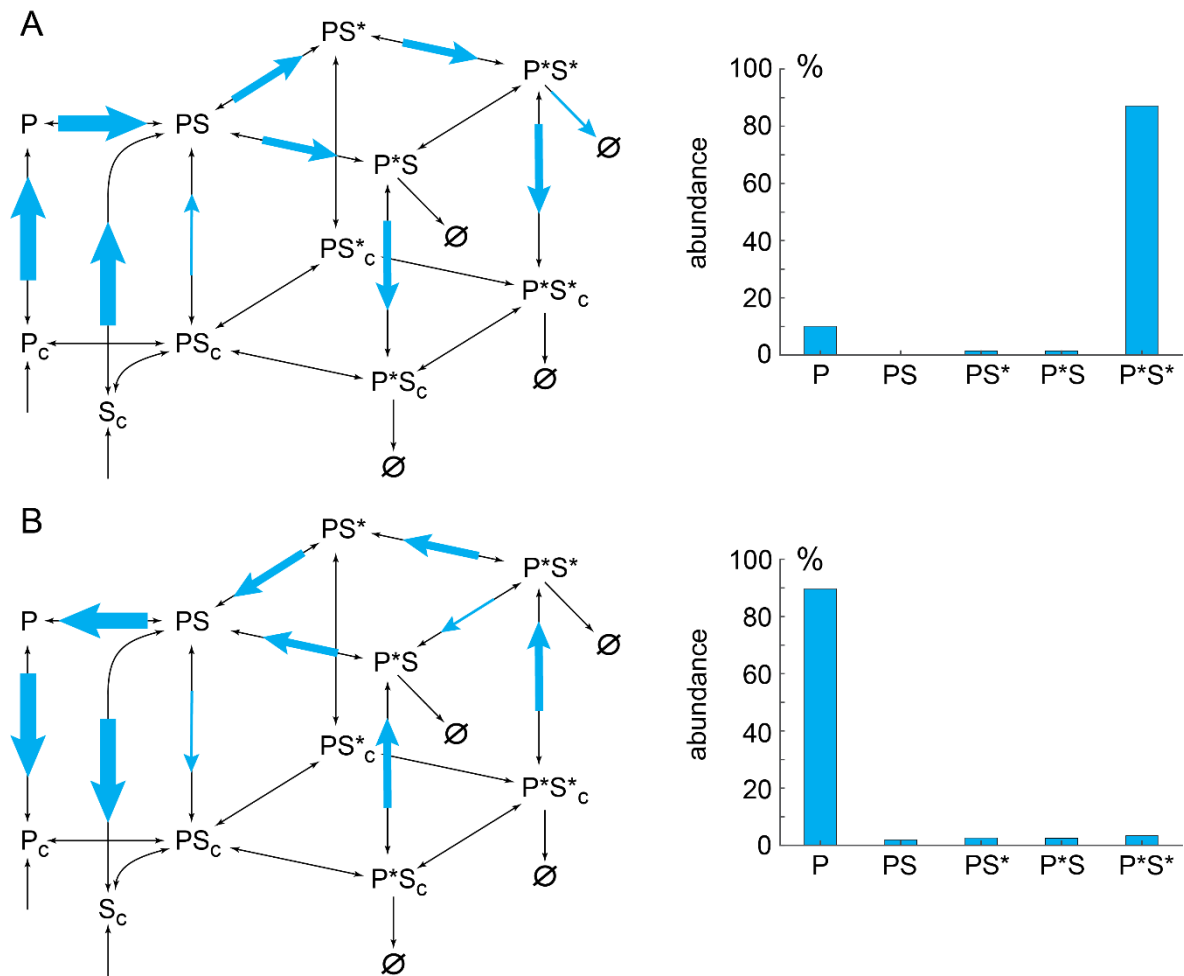 A
PS*
P*S*
P
PS
∅
P*S
∅
PS*c
P*S*c
Pc
PSc
P*Sc
∅
Sc
∅
%
100
80
60
40
20
0
abundance
P PS PS* P*S P*S*
B
PS*
P*S*
P
PS
∅
P*S
∅
PS*c
P*S*c
Pc
PSc
P*Sc
∅
Sc
∅
%
100
80
60
40
20
0
abundance
P PS PS* P*S P*S*